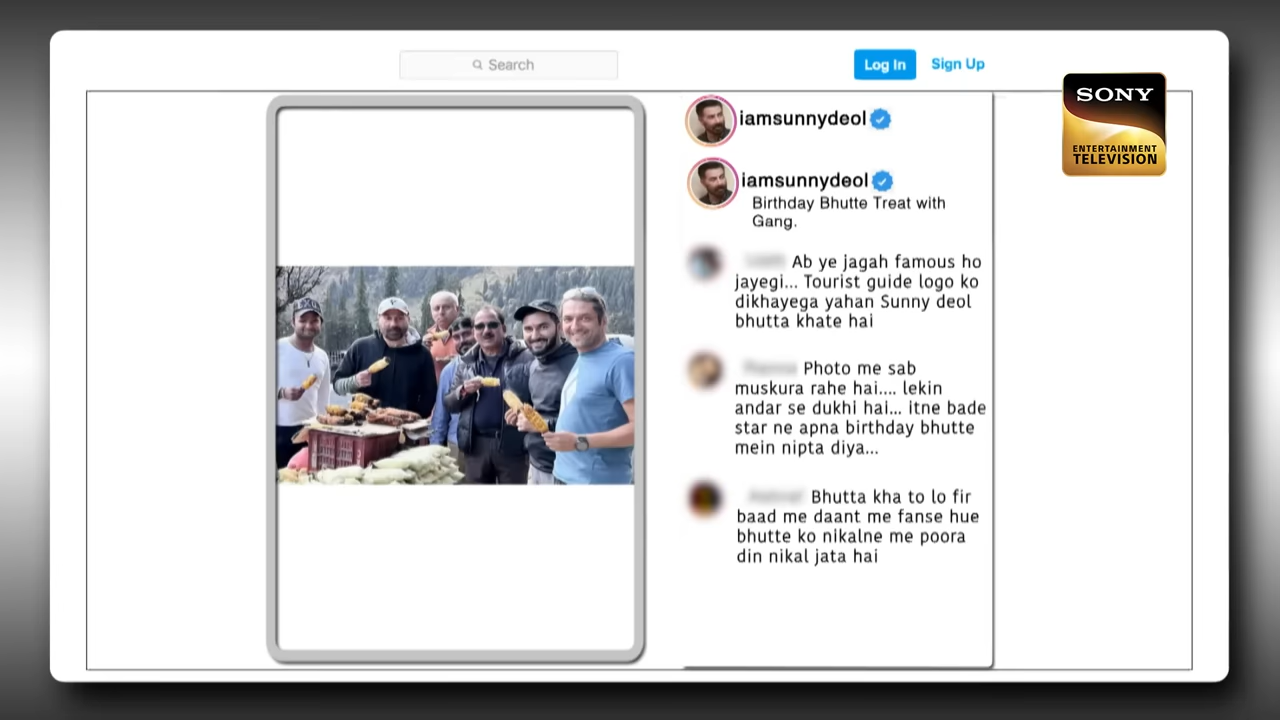 Search
Log In
Sign Up
SONY
ENTERTAINMENT
TELEVISION
iamsunnydeol
iamsunnydeol
Birthday Bhutte Treat with
Gang.
Ab ye jagah famous ho
jayegi... Tourist guide logo ko
dikhayega yahan Sunny deol
bhutta khate hai
Photo me sab
muskura rahe hai.... lekin
andar se dukhi hai... itne bade
star ne apna birthday bhutte
mein nipta diya...
Bhutta kha to lo fir
baad me daant me fanse hue
bhutte ko nikalne me poora
din nikal jata hai